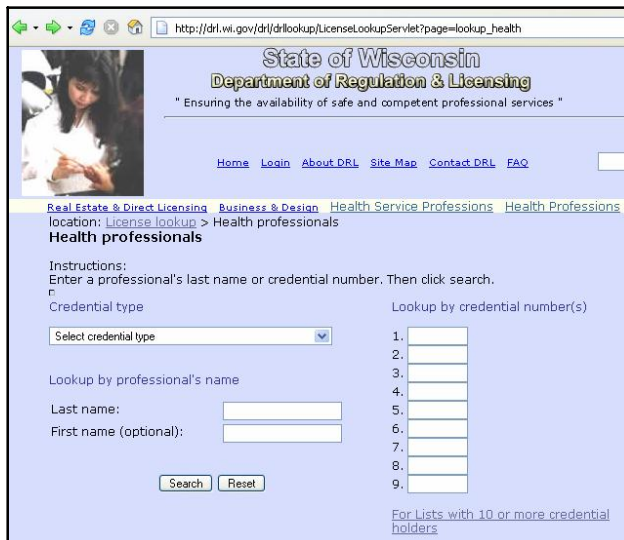 http://drl.wi.gov/drl/drllookup/LicenseLookupServlet?page=lookup_health
State of Wisconsin
Department of Regulation & Licensing
" Ensuring the availability of safe and competent professional services "
Home Login About DRL Site Map Contact DRL FAQ
Real Estate & Direct Licensing Business & Design Health Service Professions Health Professions
location: License lookup > Health professionals
Health professionals
Instructions:
Enter a professional's last name or credential number. Then click search.
Credential type
Select credential type
Lookup by professional's name
Last name:
First name (optional):
Search Reset
Lookup by credential number(s)
1.
2.
3.
4.
5.
6.
7.
8.
9.
For Lists with 10 or more credential
holders